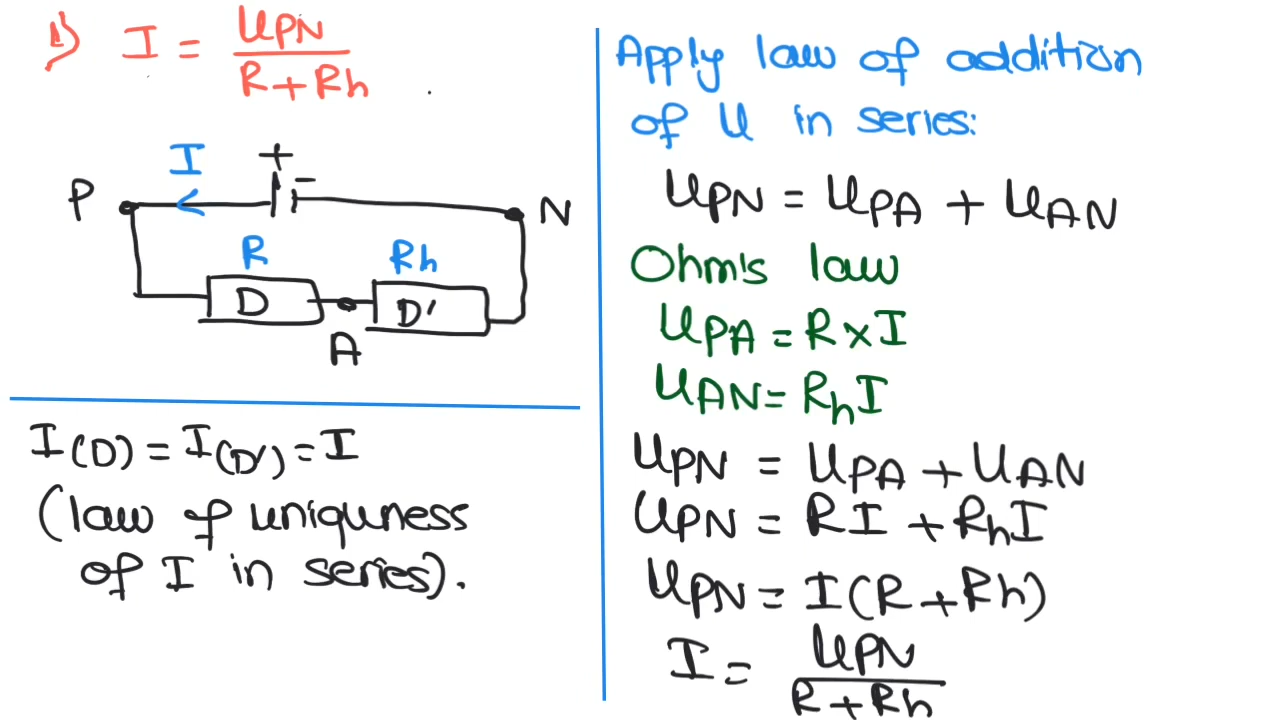 1) I = UPN / R + Rh
I
+
-
P
N
R
Rh
D
D'
A
I(D) = I(D') = I
(law of uniquness
of I in series).
Apply law of addition
of U in series:
UPN = UPA + UAN
Ohm's law
UPA = R x I
UAN = RhI
UPN = UPA + UAN
UPN = RI + RhI
UPN = I(R + Rh)
I = UPN / R + Rh